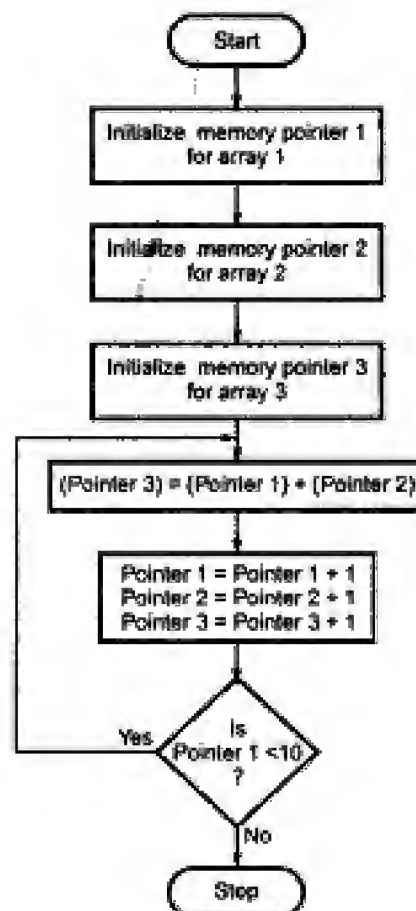 Start
Initialize memory pointer 1
for array 1
Initialize memory pointer 2
for array 2
Initialize memory pointer 3
for array 3
(Pointer 3) = (Pointer 1) + (Pointer 2)
Pointer 1 = Pointer 1 + 1
Pointer 2 = Pointer 2 + 1
Pointer 3 = Pointer 3 + 1
Is
Pointer 1 <10
?
Yes
No
Stop